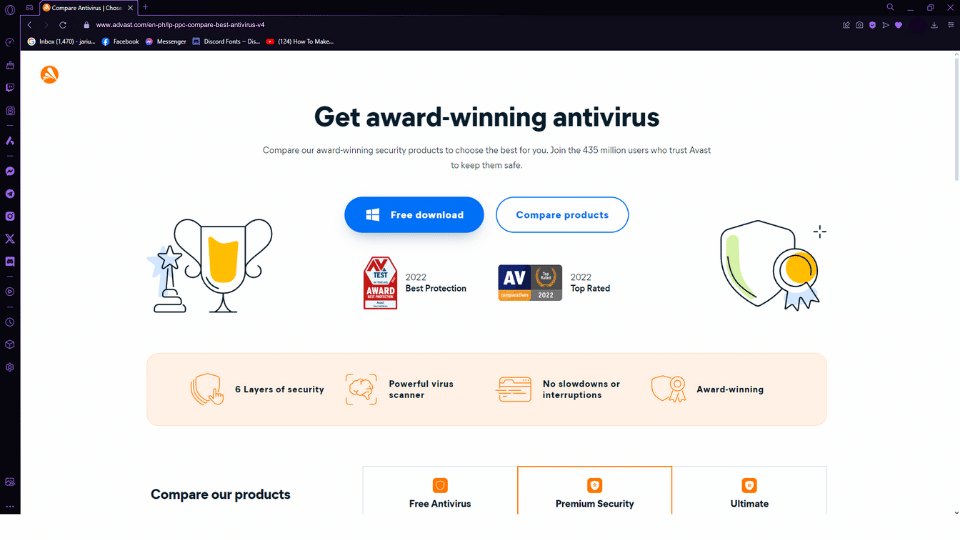 Compare Antivirus | Chose
www.advast.com/en-ph/lp-ppc-compare-best-antivirus-v4
Inbox (1,470) - jariu... Facebook Messenger Discord Fonts – Dis... (124) How To Make...
Get award-winning antivirus
Compare our award-winning security products to choose the best for you. Join the 435 million users who trust Avast
to keep them safe.
Free download Compare products
AV TEST
AWARD
BEST PROTECTION
2022
Best Protection
AV
Top Rated
comparatives
2022
2022
Top Rated
6 Layers of security
Powerful virus
scanner
No slowdowns or
interruptions
Award-winning
Compare our products
Free Antivirus Premium Security Ultimate